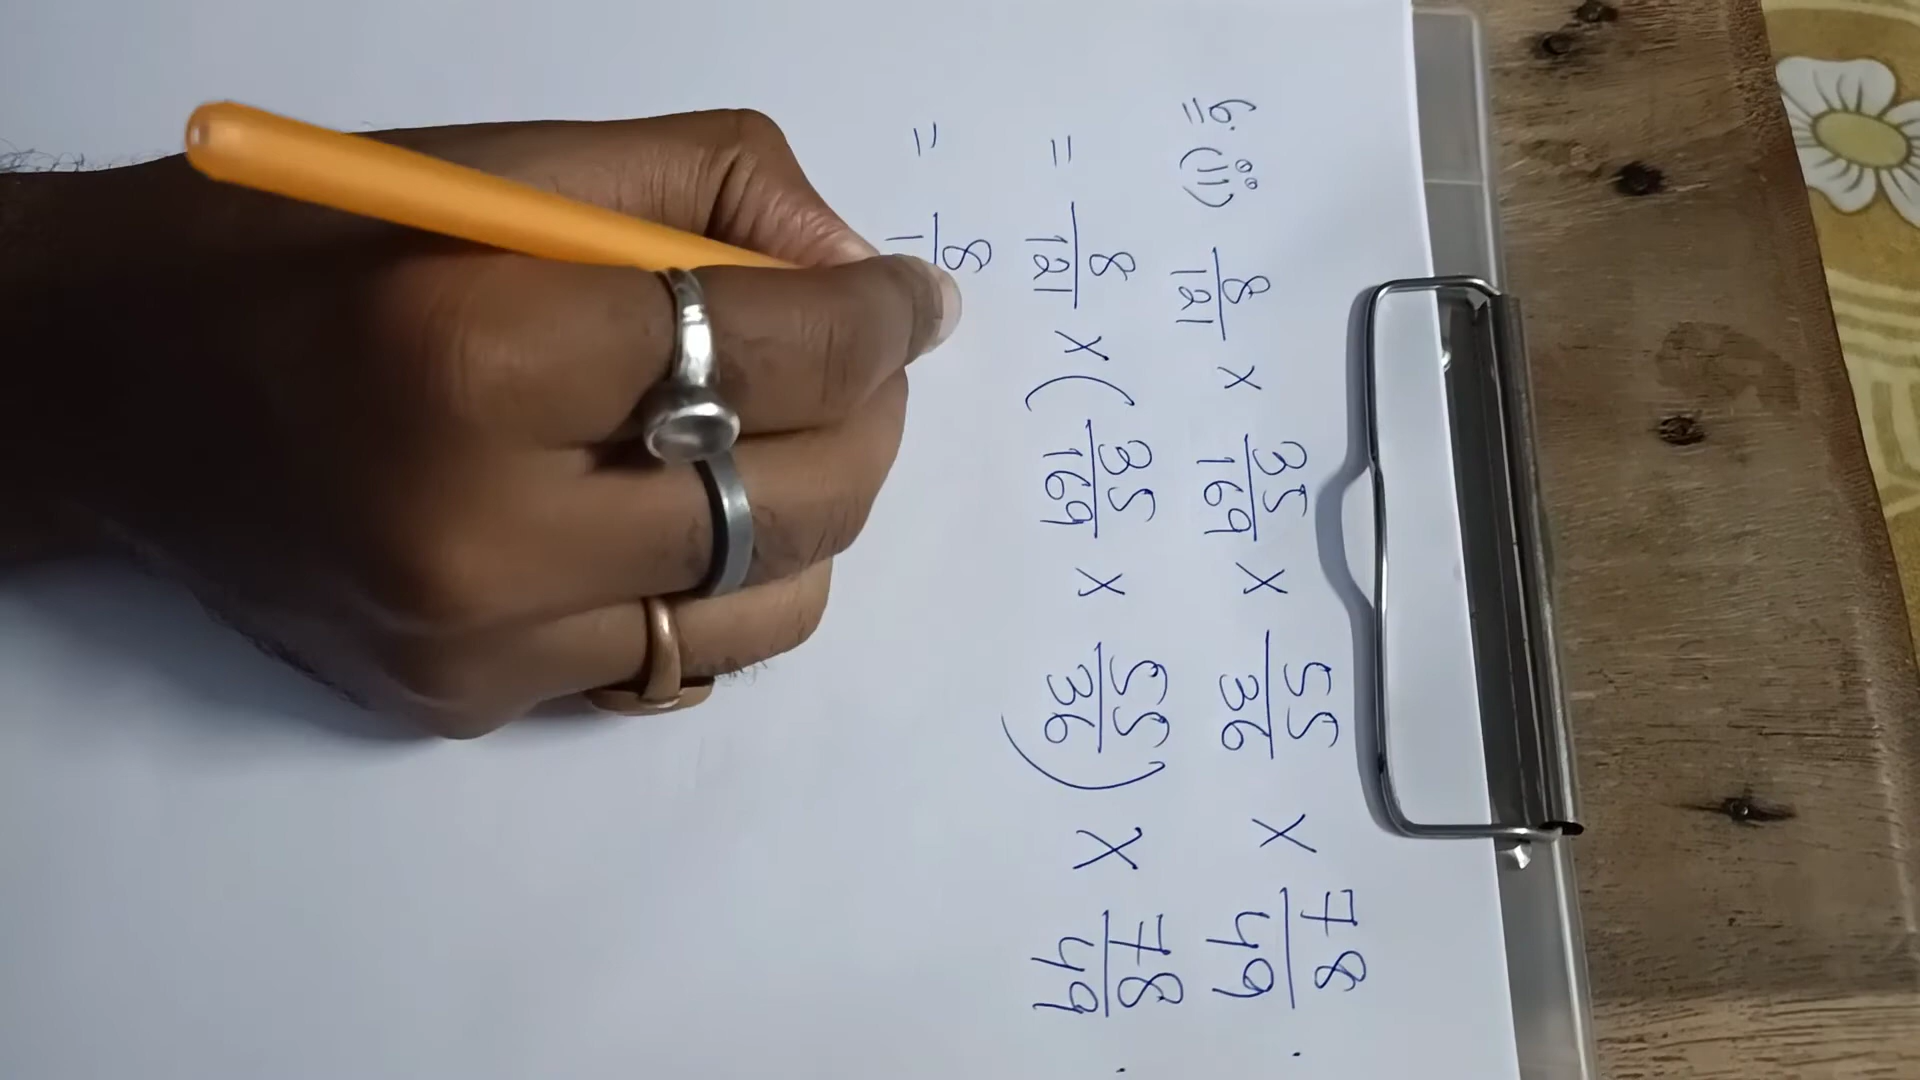 6. (ii) 8/121 × 35/169 × 55/36 × 78/49
= 8/121 × (35/169 × 55/36) × 78/49
= 8/1